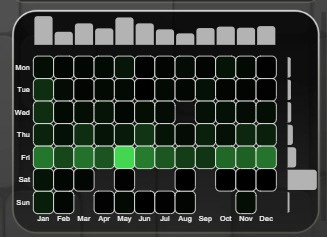 Mon
Tue
Wed
Thu
Fri
Sat
Sun
Jan Feb Mar Apr May Jun Jul Aug Sep Oct Nov Dec